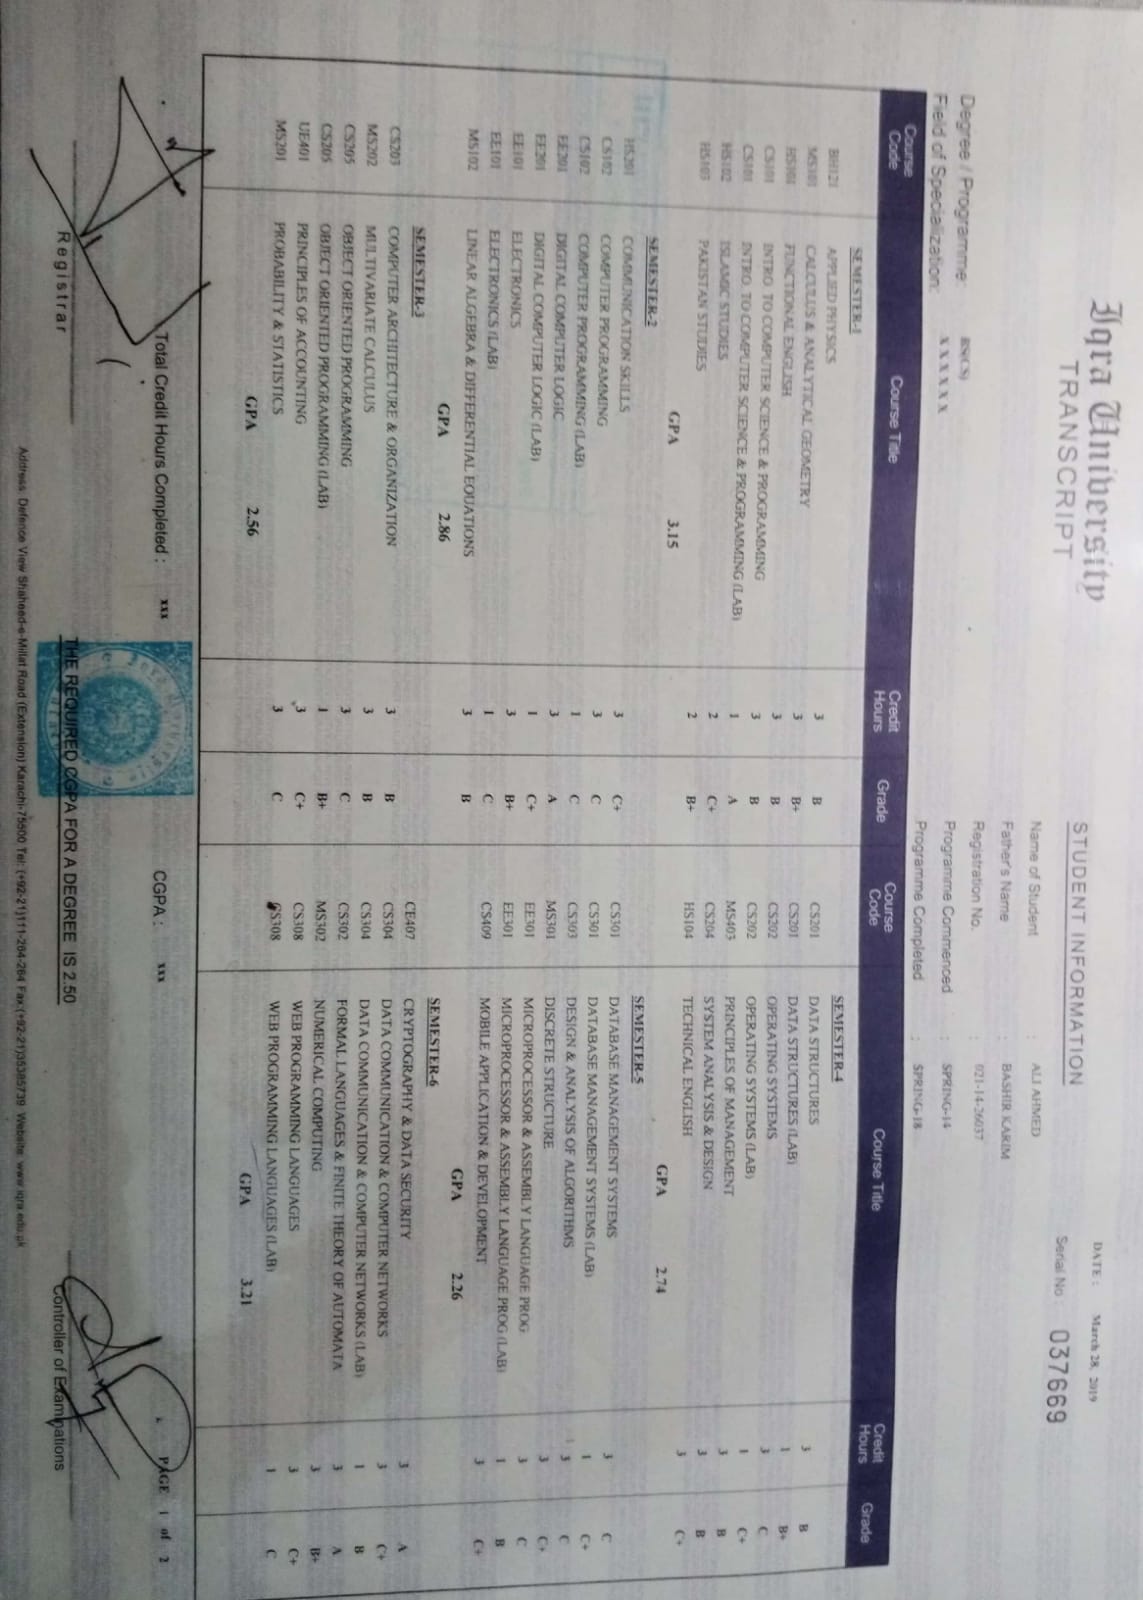 Iqra University
TRANSCRIPT
DATE : March 28, 2019
Serial No : 037669
STUDENT INFORMATION
Name of Student : ALI AHMED
Father's Name : BASHIR KARIM
Registration No. : 021-14-26037
Programme Commenced : SPRING-14
Programme Completed : SPRING-18
Degree / Programme: BS(CS)
Field of Specialization: XXXXXX
Course Code Course Title Credit Hours Grade
SEMESTER-1
BH121 APPLIED PHYSICS 3 B
MS101 CALCULUS & ANALYTICAL GEOMETRY 3 B+
HS101 FUNCTIONAL ENGLISH 3 B
CS101 INTRO. TO COMPUTER SCIENCE & PROGRAMMING 3 B
CS101 INTRO. TO COMPUTER SCIENCE & PROGRAMMING (LAB) 1 A
HS102 ISLAMIC STUDIES 2 C+
HS103 PAKISTAN STUDIES 2 B+
GPA 3.15
SEMESTER-2
HS201 COMMUNICATION SKILLS 3 C+
CS102 COMPUTER PROGRAMMING 3 C
CS102 COMPUTER PROGRAMMING (LAB) 1 C
EE201 DIGITAL COMPUTER LOGIC 3 A
EE201 DIGITAL COMPUTER LOGIC (LAB) 1 C+
EE101 ELECTRONICS 3 B+
EE101 ELECTRONICS (LAB) 1 C
MS102 LINEAR ALGEBRA & DIFFERENTIAL EQUATIONS 3 B
GPA 2.86
SEMESTER-3
CS203 COMPUTER ARCHITECTURE & ORGANIZATION 3 B
MS202 MULTIVARIATE CALCULUS 3 B
CS205 OBJECT ORIENTED PROGRAMMING 3 C
CS205 OBJECT ORIENTED PROGRAMMING (LAB) 1 B+
UE401 PRINCIPLES OF ACCOUNTING 3 C+
MS201 PROBABILITY & STATISTICS 3 C
GPA 2.56
Course Code Course Title Credit Hours Grade
SEMESTER-4
CS201 DATA STRUCTURES 3 B
CS201 DATA STRUCTURES (LAB) 1 B+
CS202 OPERATING SYSTEMS 3 C
CS202 OPERATING SYSTEMS (LAB) 1 C+
MS403 PRINCIPLES OF MANAGEMENT 3 B
CS204 SYSTEM ANALYSIS & DESIGN 3 B
HS104 TECHNICAL ENGLISH 3 C+
GPA 2.74
SEMESTER-5
CS301 DATABASE MANAGEMENT SYSTEMS 3 C
CS301 DATABASE MANAGEMENT SYSTEMS (LAB) 1 C+
CS303 DESIGN & ANALYSIS OF ALGORITHMS 3 C
MS301 DISCRETE STRUCTURE 3 C+
EE301 MICROPROCESSOR & ASSEMBLY LANGUAGE PROG 3 C
EE301 MICROPROCESSOR & ASSEMBLY LANGUAGE PROG (LAB) 1 B
CS409 MOBILE APPLICATION & DEVELOPMENT 3 C+
GPA 2.26
SEMESTER-6
CE407 CRYPTOGRAPHY & DATA SECURITY 3 A
CS304 DATA COMMUNICATION & COMPUTER NETWORKS 3 C+
CS304 DATA COMMUNICATION & COMPUTER NETWORKS (LAB) 1 B
CS302 FORMAL LANGUAGES & FINITE THEORY OF AUTOMATA 3 A
MS302 NUMERICAL COMPUTING 3 B+
CS308 WEB PROGRAMMING LANGUAGES 3 C+
CS308 WEB PROGRAMMING LANGUAGES (LAB) 1 C
GPA 3.21
Total Credit Hours Completed : xxx
CGPA : xxx
PAGE 1 of 2
Registrar
THE REQUIRED CGPA FOR A DEGREE IS 2.50
Controller of Examinations
Address: Defence View Shaheed-e-Millat Road (Extension) Karachi-75500 Tel: (+92-21)111-264-264 Fax:(+92-21)35385739 Website: www.iqra.edu.pk